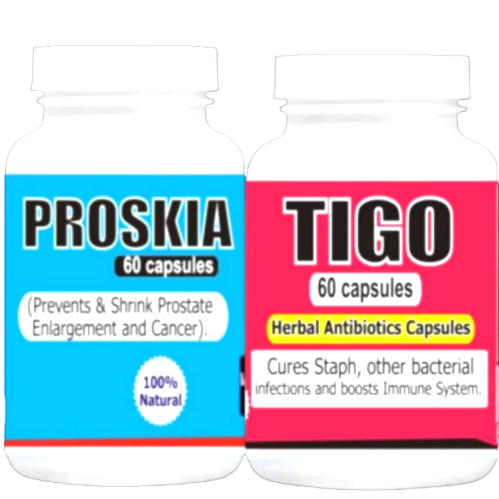 PROSKIA
60 capsules
(Prevents & Shrink Prostate
Enlargement and Cancer).
100%
Natural
TIGO
60 capsules
Herbal Antibiotics Capsules
Cures Staph, other bacterial
infections and boosts Immune System.